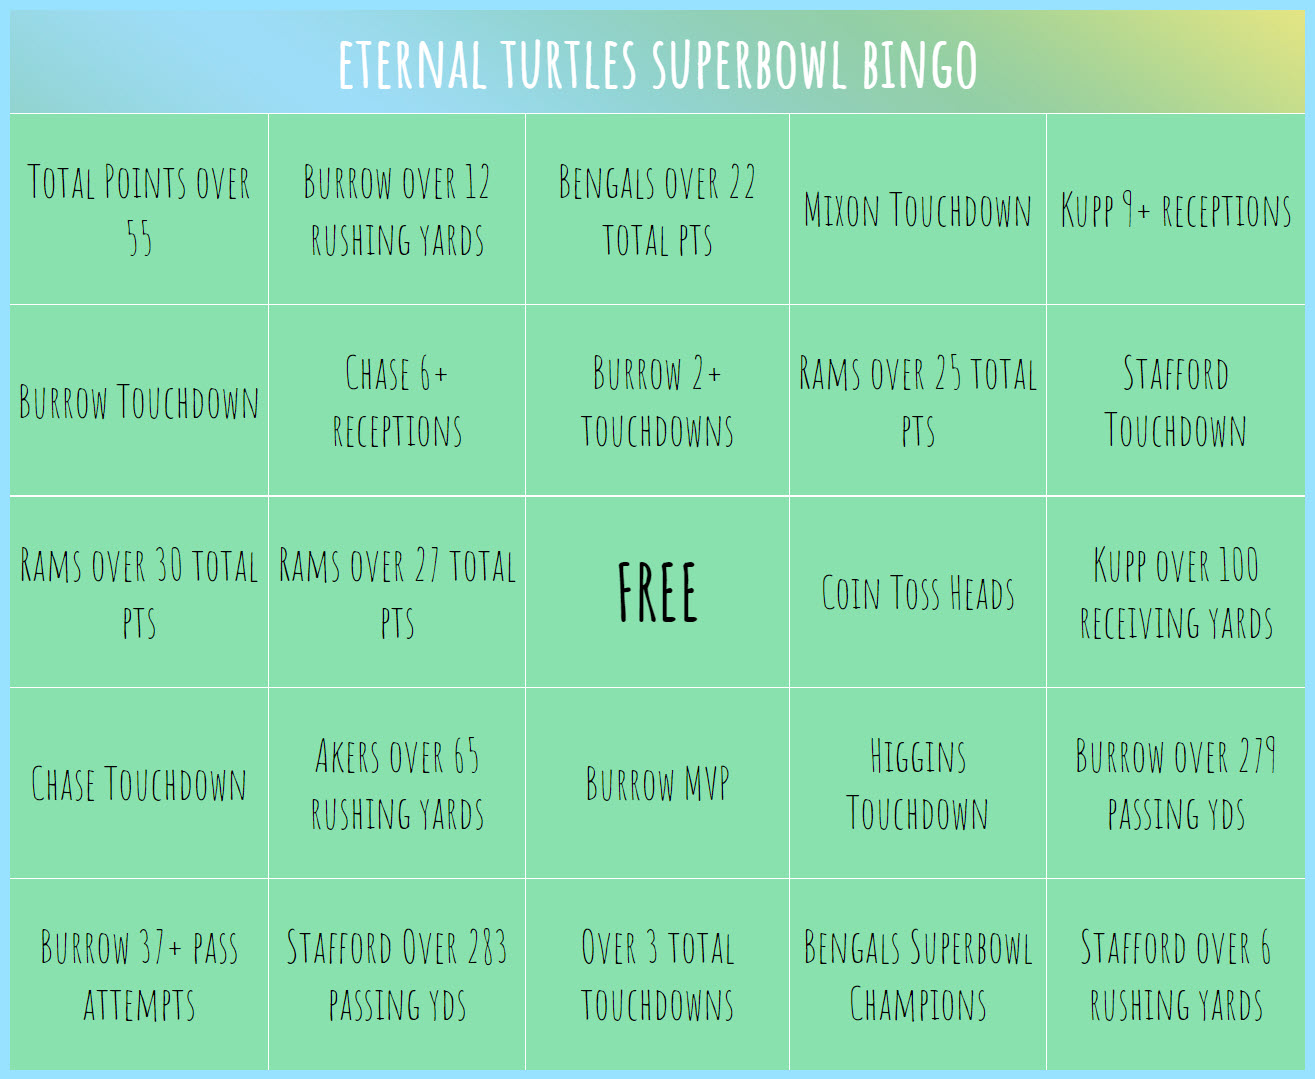 ETERNAL TURTLES SUPERBOWL BINGO
Total Points over
55
Burrow over 12
rushing yards
Bengals over 22
total pts
Mixon Touchdown
Kupp 9+ receptions
Burrow Touchdown
Chase 6+
receptions
Burrow 2+
touchdowns
Rams over 25 total
pts
Stafford
Touchdown
Rams over 30 total
pts
Rams over 27 total
pts
FREE
Coin Toss Heads
Kupp over 100
receiving yards
Chase Touchdown
Akers over 65
rushing yards
Burrow MVP
Higgins
Touchdown
Burrow over 279
passing yds
Burrow 37+ pass
attempts
Stafford Over 283
passing yds
Over 3 total
touchdowns
Bengals Superbowl
Champions
Stafford over 6
rushing yards